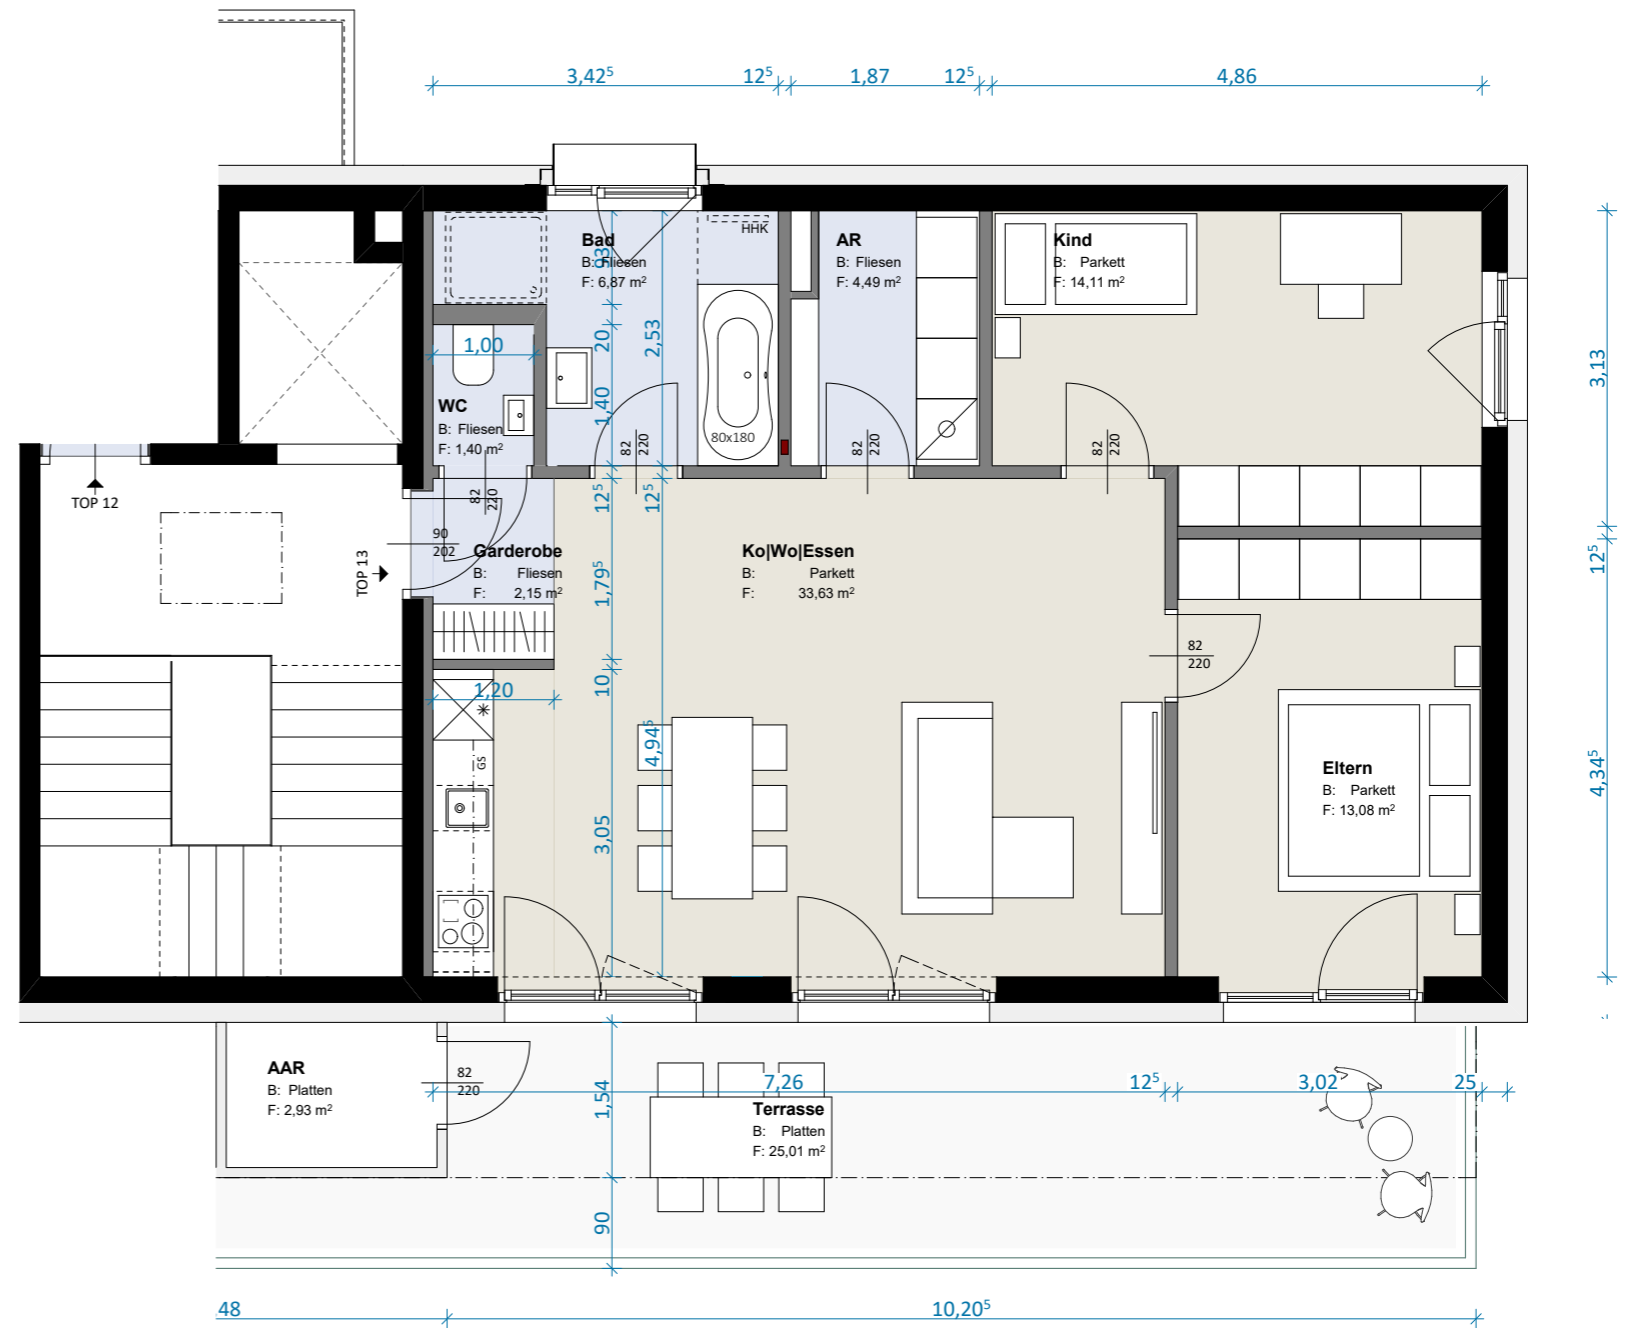 3,42⁵
12⁵
1,87
12⁵
4,86
Bad
B: Fliesen
F: 6,87 m²
HHK
AR
B: Fliesen
F: 4,49 m²
Kind
B: Parkett
F: 14,11 m²
93
20
1,40
2,53
1,00
WC
B: Fliesen
F: 1,40 m²
80x180
82
220
82
220
82
220
82
220
3,13
TOP 12
TOP 13
90
202
Garderobe
B: Fliesen
F: 2,15 m²
12⁵
12⁵
1,79⁵
Ko|Wo|Essen
B: Parkett
F: 33,63 m²
12⁵
82
220
10
1,20
GS
4,94⁵
3,05
Eltern
B: Parkett
F: 13,08 m²
4,34⁵
AAR
B: Platten
F: 2,93 m²
82
220
1,54
7,26
12⁵
3,02
25
Terrasse
B: Platten
F: 25,01 m²
90
48
10,20⁵